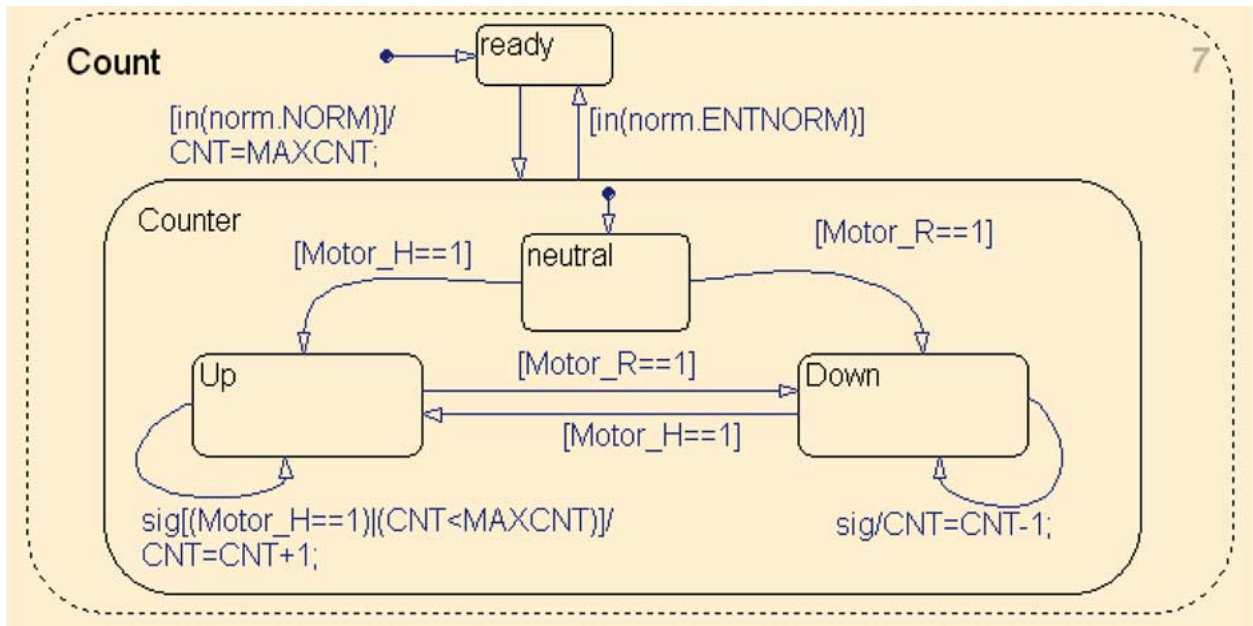 ready
Count
7
[in(norm.NORM)]/
CNT=MAXCNT;
[in(norm.ENTNORM)]
Counter
[Motor_H==1]
neutral
[Motor_R==1]
Up
[Motor_R==1]
Down
[Motor_H==1]
sig[(Motor_H==1)|(CNT<MAXCNT)]/
CNT=CNT+1;
sig/CNT=CNT-1;